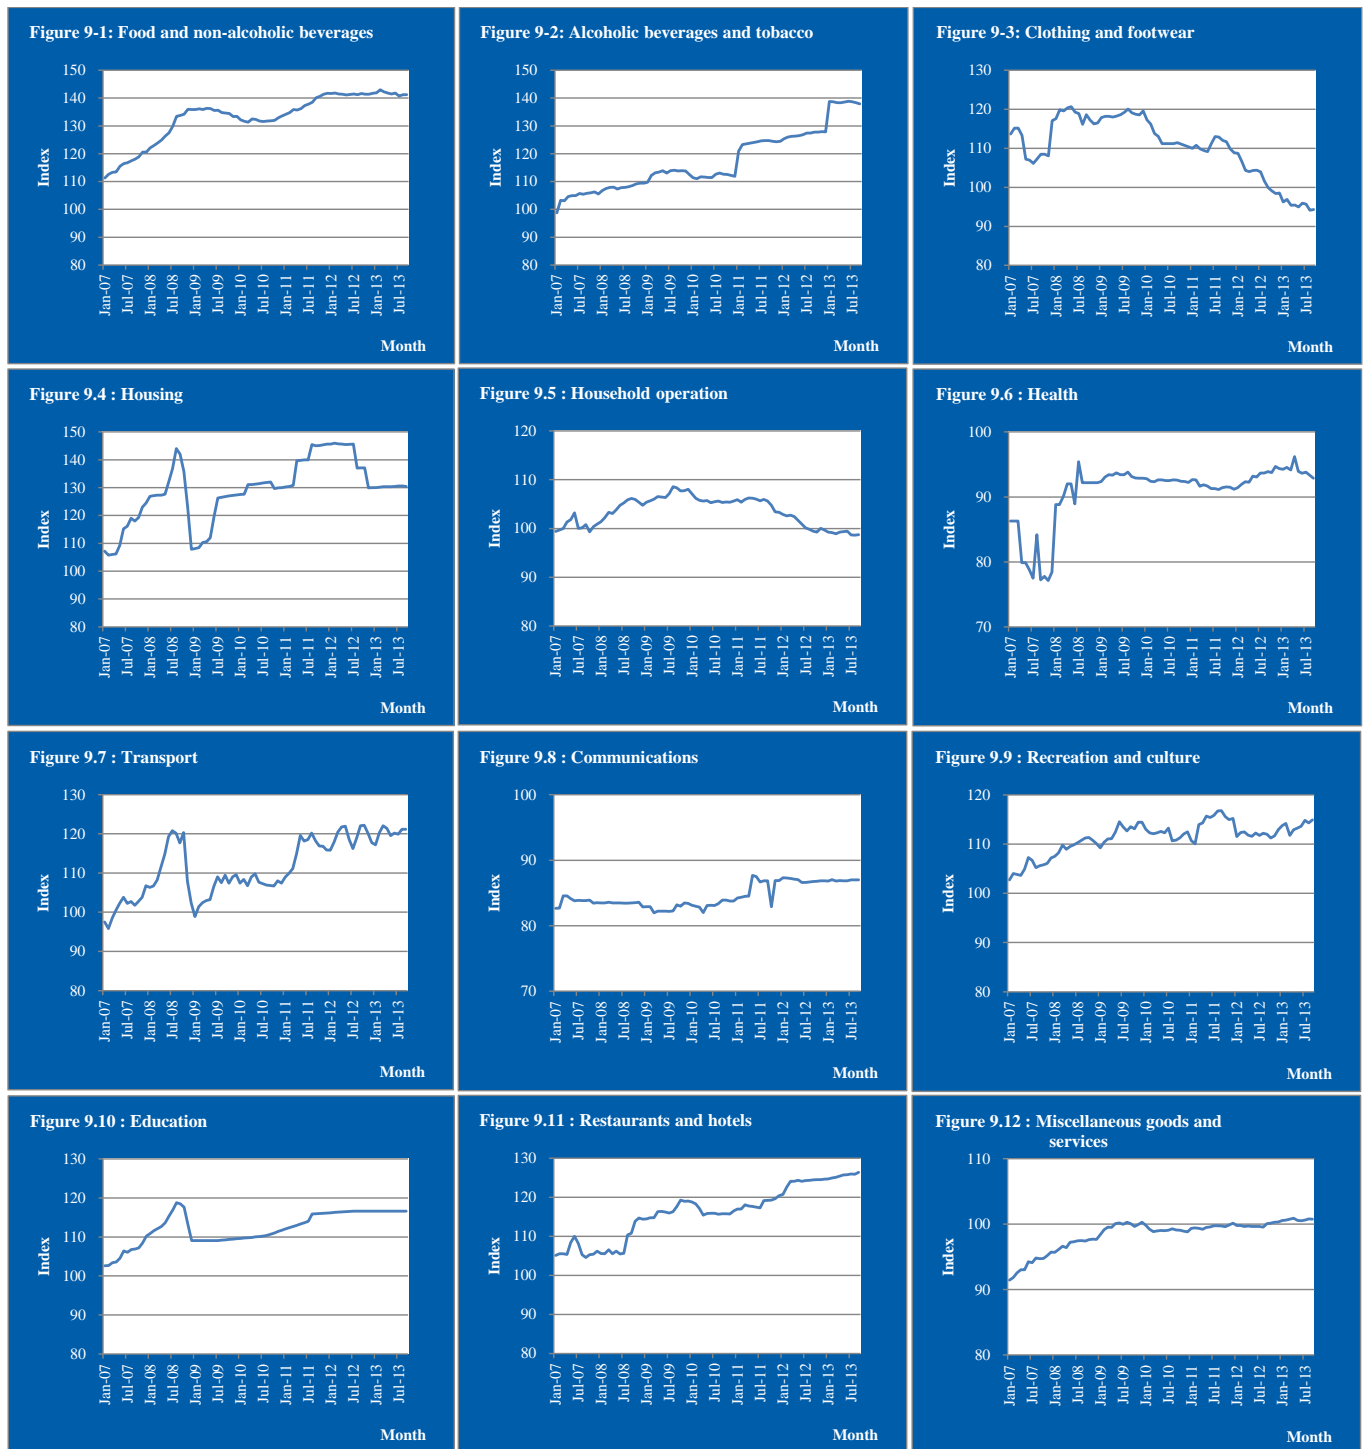 Figure 9-1: Food and non-alcoholic beverages
150
140
130
120
110
100
90
80
Index
Jan-07
Jul-07
Jan-08
Jul-08
Jan-09
Jul-09
Jan-10
Jul-10
Jan-11
Jul-11
Jan-12
Jul-12
Jan-13
Jul-13
Month
Figure 9-2: Alcoholic beverages and tobacco
150
140
130
120
110
100
90
80
Index
Jan-07
Jul-07
Jan-08
Jul-08
Jan-09
Jul-09
Jan-10
Jul-10
Jan-11
Jul-11
Jan-12
Jul-12
Jan-13
Jul-13
Month
Figure 9-3: Clothing and footwear
130
120
110
100
90
80
Index
Jan-07
Jul-07
Jan-08
Jul-08
Jan-09
Jul-09
Jan-10
Jul-10
Jan-11
Jul-11
Jan-12
Jul-12
Jan-13
Jul-13
Month
Figure 9.4 : Housing
150
140
130
120
110
100
90
80
Index
Jan-07
Jul-07
Jan-08
Jul-08
Jan-09
Jul-09
Jan-10
Jul-10
Jan-11
Jul-11
Jan-12
Jul-12
Jan-13
Jul-13
Month
Figure 9.5 : Household operation
120
110
100
90
80
Index
Jan-07
Jul-07
Jan-08
Jul-08
Jan-09
Jul-09
Jan-10
Jul-10
Jan-11
Jul-11
Jan-12
Jul-12
Jan-13
Jul-13
Month
Figure 9.6 : Health
100
90
80
70
Index
Jan-07
Jul-07
Jan-08
Jul-08
Jan-09
Jul-09
Jan-10
Jul-10
Jan-11
Jul-11
Jan-12
Jul-12
Jan-13
Jul-13
Month
Figure 9.7 : Transport
130
120
110
100
90
80
Index
Jan-07
Jul-07
Jan-08
Jul-08
Jan-09
Jul-09
Jan-10
Jul-10
Jan-11
Jul-11
Jan-12
Jul-12
Jan-13
Jul-13
Month
Figure 9.8 : Communications
100
90
80
70
Index
Jan-07
Jul-07
Jan-08
Jul-08
Jan-09
Jul-09
Jan-10
Jul-10
Jan-11
Jul-11
Jan-12
Jul-12
Jan-13
Jul-13
Month
Figure 9.9 : Recreation and culture
120
110
100
90
80
Index
Jan-07
Jul-07
Jan-08
Jul-08
Jan-09
Jul-09
Jan-10
Jul-10
Jan-11
Jul-11
Jan-12
Jul-12
Jan-13
Jul-13
Month
Figure 9.10 : Education
130
120
110
100
90
80
Index
Jan-07
Jul-07
Jan-08
Jul-08
Jan-09
Jul-09
Jan-10
Jul-10
Jan-11
Jul-11
Jan-12
Jul-12
Jan-13
Jul-13
Month
Figure 9.11 : Restaurants and hotels
130
120
110
100
90
80
Index
Jan-07
Jul-07
Jan-08
Jul-08
Jan-09
Jul-09
Jan-10
Jul-10
Jan-11
Jul-11
Jan-12
Jul-12
Jan-13
Jul-13
Month
Figure 9.12 : Miscellaneous goods and
services
110
100
90
80
Index
Jan-07
Jul-07
Jan-08
Jul-08
Jan-09
Jul-09
Jan-10
Jul-10
Jan-11
Jul-11
Jan-12
Jul-12
Jan-13
Jul-13
Month